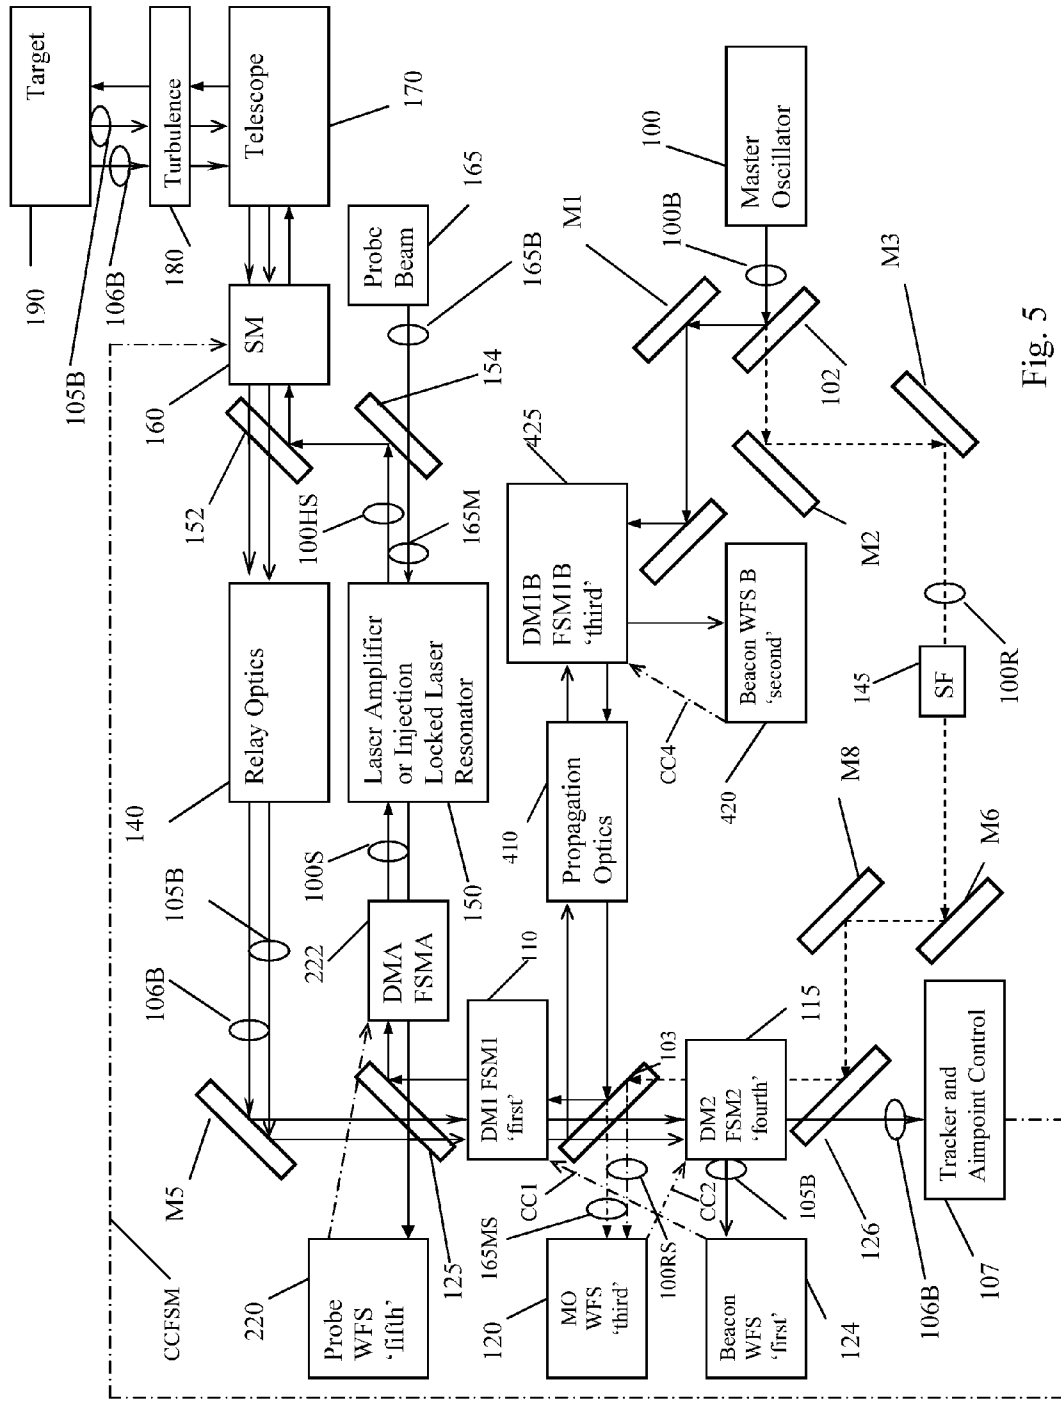 190
Target
105B
106B
CCFSM
M5
106B
105B
140
Relay Optics
152
160
SM
180
Turbulence
Telescope
170
220
Probe
WFS
‘fifth’
125
222
DMA
FSMA
100S
150
Laser Amplifier
or Injection
Locked Laser
Resonator
100HS
165M
154
Probe
Beam
165
165B
120
MO
WFS
‘third’
165MS
100RS
CC1
CC2
DM1 FSM1
‘first’
110
103
410
Propagation
Optics
DM1B
FSM1B
‘third’
425
M1
CC4
Beacon WFS B
‘second’
420
100B
100
Master
Oscillator
102
M2
M3
Beacon
WFS
‘first’
124
105B
DM2
FSM2
‘fourth’
115
126
106B
Tracker and
Aimpoint Control
107
M8
M6
145
SF
100R
Fig. 5